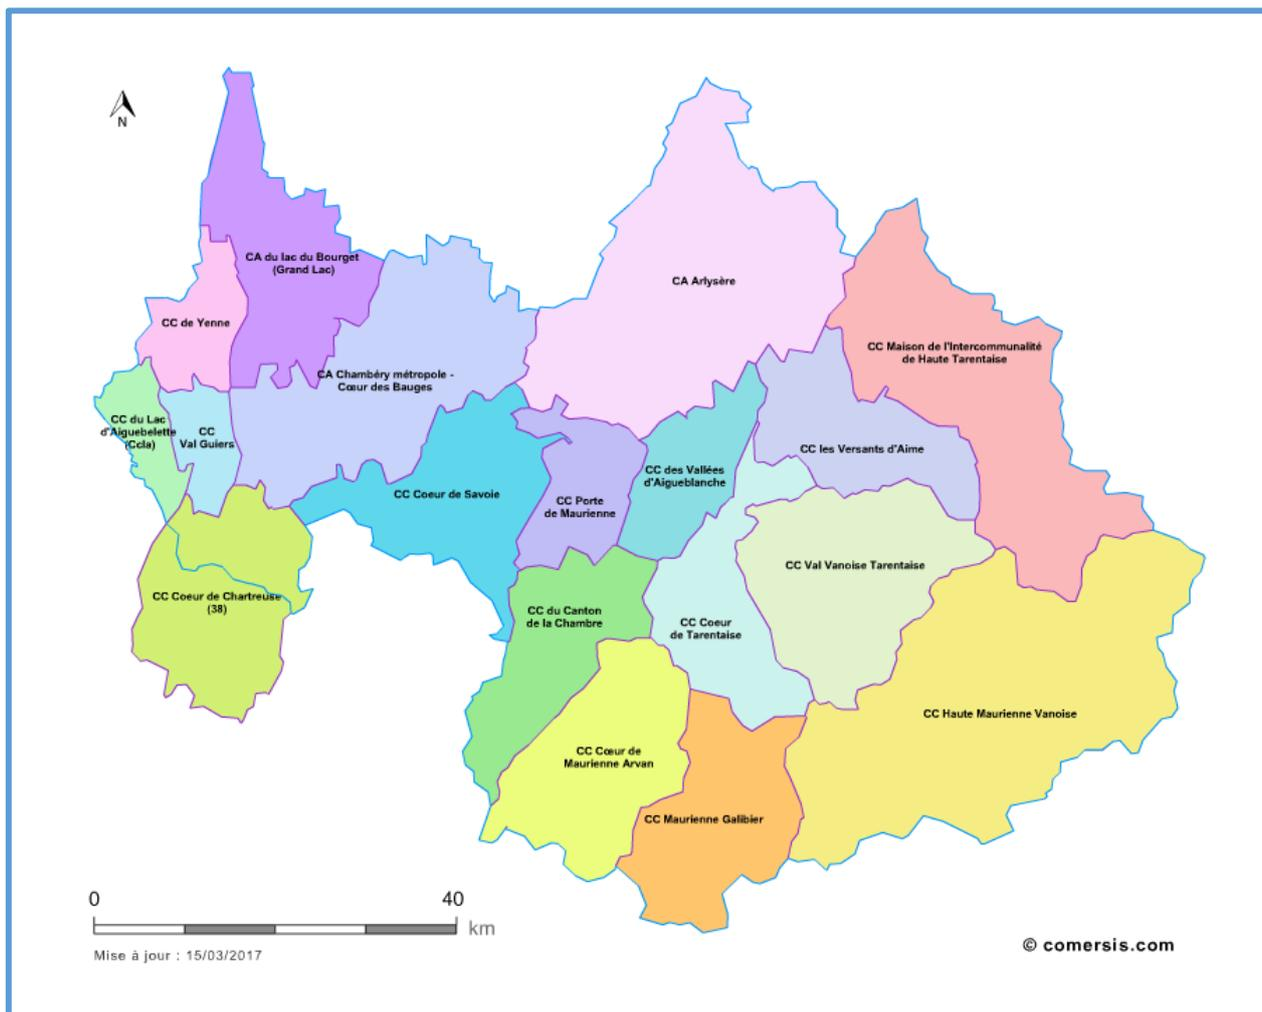 N
CA du lac du Bourget
(Grand Lac)
CA Arlysère
CC de Yenne
CC Maison de l'Intercommunalité
de Haute Tarentaise
CA Chambéry métropole -
Cœur des Bauges
CC du Lac
d'Aiguebelette
(Ccla)
CC
Val Guiers
CC les Versants d'Aime
CC des Vallées
d'Aigueblanche
CC Coeur de Savoie
CC Porte
de Maurienne
CC Val Vanoise Tarentaise
CC Coeur de Chartreuse
(38)
CC du Canton
de la Chambre
CC Coeur
de Tarentaise
CC Haute Maurienne Vanoise
CC Cœur de
Maurienne Arvan
CC Maurienne Galibier
0 40
km
Mise à jour : 15/03/2017
© comersis.com